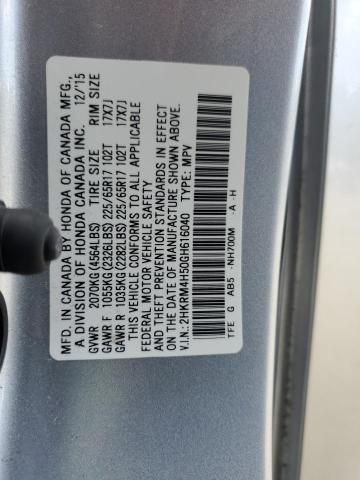 MFD. IN CANADA BY HONDA OF CANADA MFG.,
A DIVISION OF HONDA CANADA INC. 12/15
GVWR 2070KG(4564LBS) TIRE SIZE RIM SIZE
GAWR F 1055KG(2326LBS) 225/65R17 102T 17X7J
GAWR R 1035KG(2282LBS) 225/65R17 102T 17X7J
THIS VEHICLE CONFORMS TO ALL APPLICABLE
FEDERAL MOTOR VEHICLE SAFETY
AND THEFT PREVENTION STANDARDS IN EFFECT
ON THE DATE OF MANUFACTURE SHOWN ABOVE.
V.I.N.: 2HKRM4H50GH616040 TYPE: MPV
TFE G AB5 -NH700M -A -H